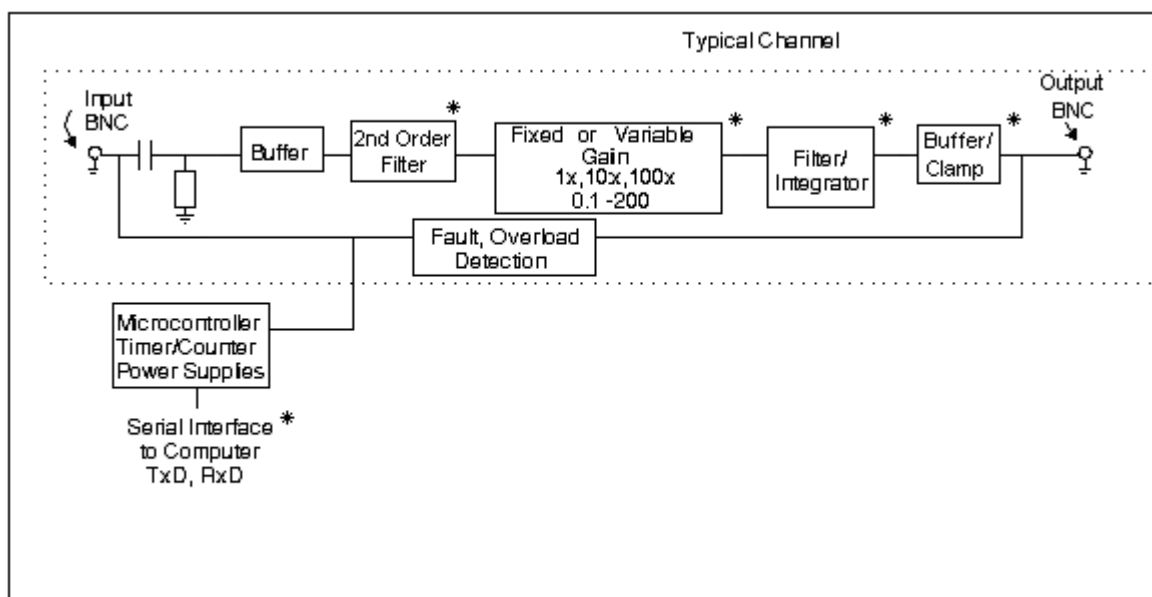 Typical Channel
Input
BNC
Output
BNC
*
*
*
*
Buffer
2nd Order
Filter
Fixed or Variable
Gain
1x,10x,100x
0.1 -200
Filter/
Integrator
Buffer/
Clamp
Fault, Overload
Detection
Microcontroller
Timer/Counter
Power Supplies
Serial Interface *
to Computer
TxD, RxD